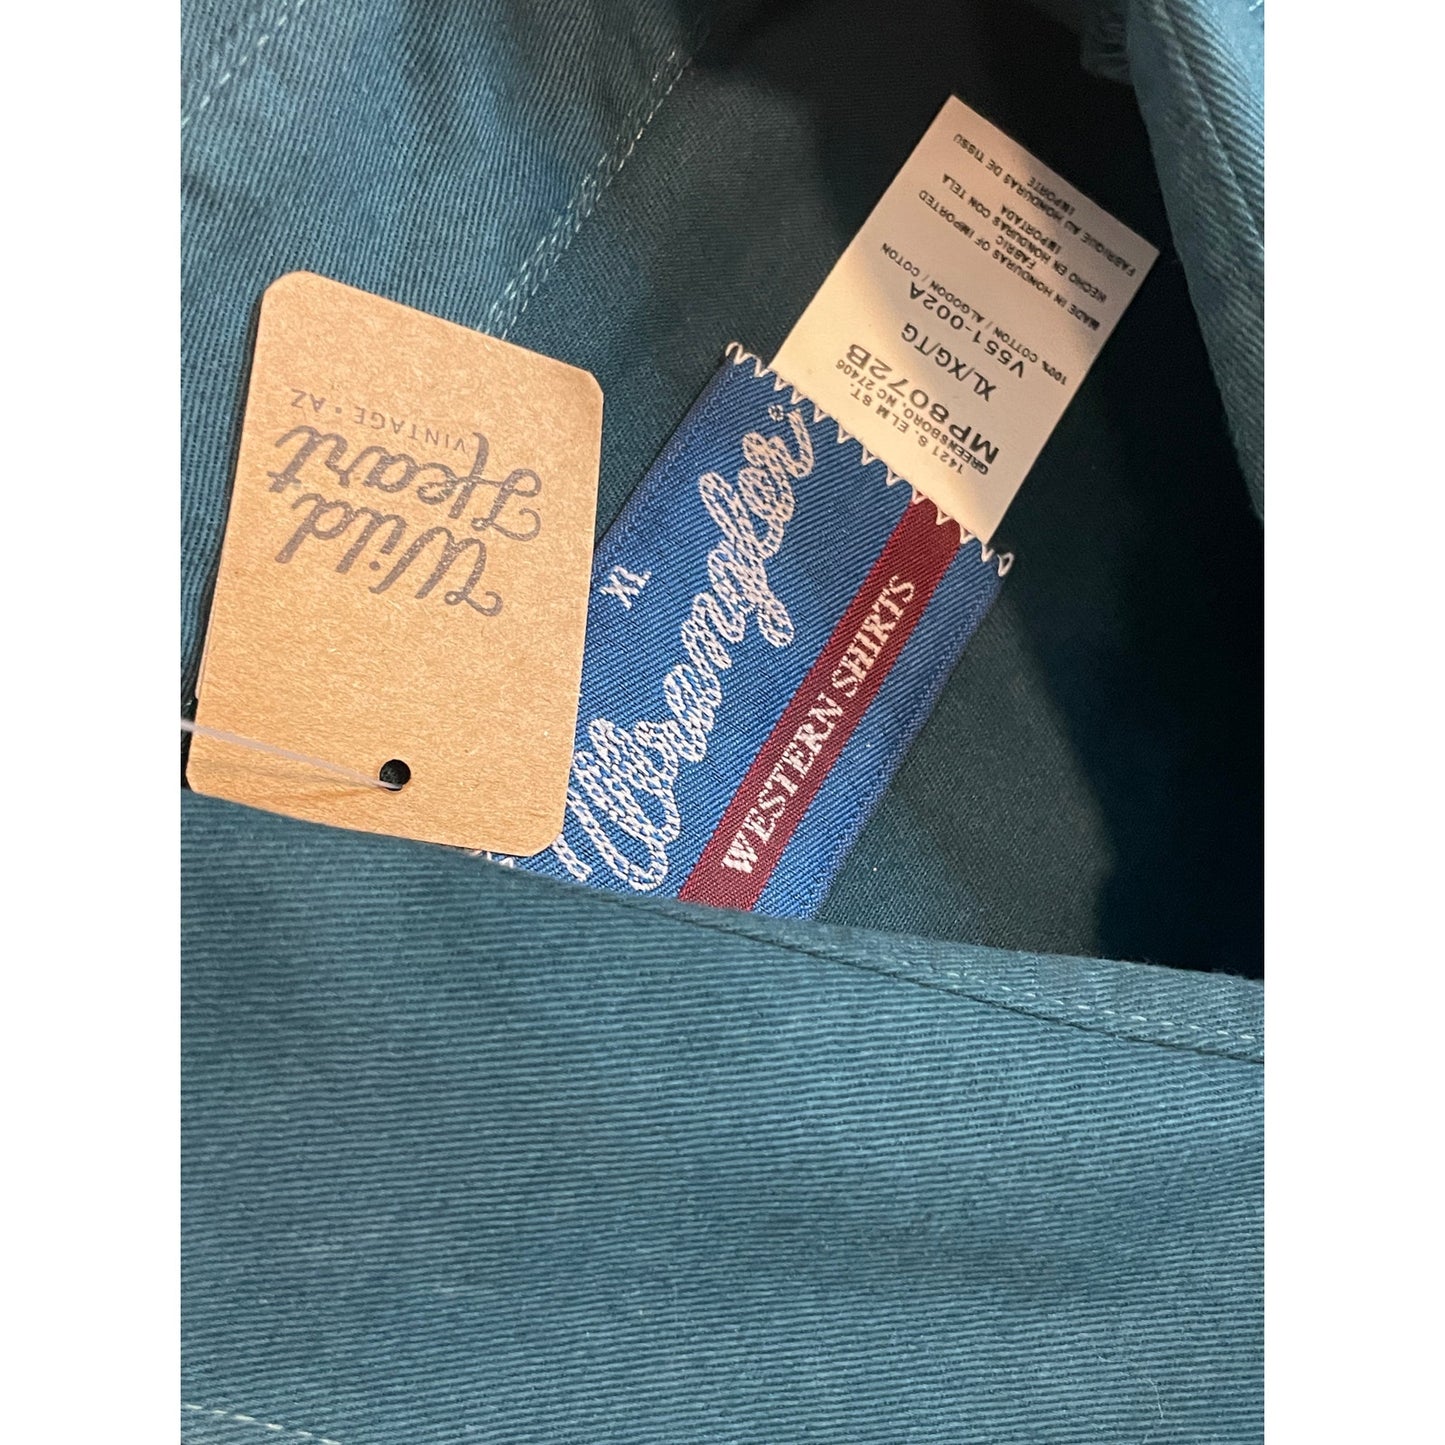 Wild
Heart
VINTAGE • AZ
Wrangler®
XL
WESTERN SHIRTS
1421 S. ELM ST.
GREENSBORO, NC 27406
MP 8072B
XL/XG/TG
V551-002A
100% COTTON / ALGODON / COTON
MADE IN HONDURAS OF IMPORTED
FABRIC
HECHO EN HONDURAS CON TELA
IMPORTADA
FABRIQUE AU HONDURAS DE TISSU
IMPORTE